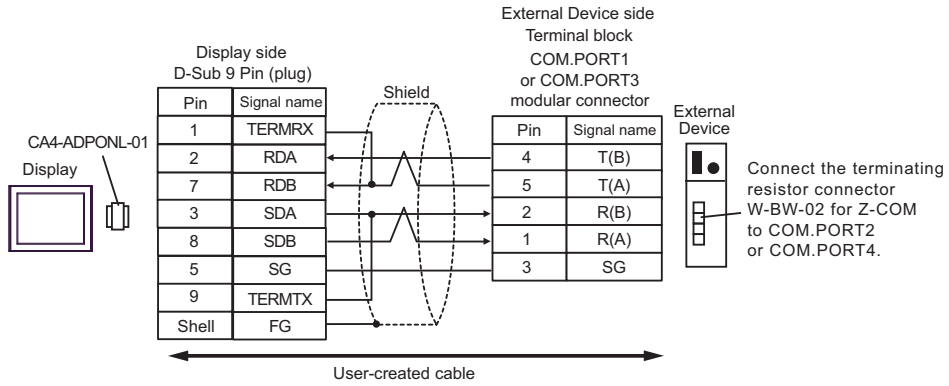 External Device side
Terminal block
COM.PORT1
or COM.PORT3
modular connector
Display side
D-Sub 9 Pin (plug)
Shield
External
Device
CA4-ADPONL-01
Display
Pin Signal name
1 TERMRX
2 RDA
7 RDB
3 SDA
8 SDB
5 SG
9 TERMTX
Shell FG
Pin Signal name
4 T(B)
5 T(A)
2 R(B)
1 R(A)
3 SG
Connect the terminating
resistor connector
W-BW-02 for Z-COM
to COM.PORT2
or COM.PORT4.
User-created cable